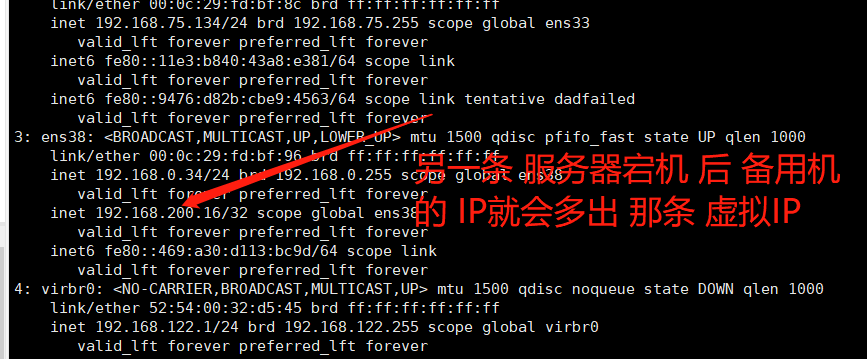 link/ether 00:0c:29:fd:bf:8c brd ff:ff:ff:ff:ff:ff
inet 192.168.75.134/24 brd 192.168.75.255 scope global ens33
valid_lft forever preferred_lft forever
inet6 fe80::11e3:b840:43a8:e381/64 scope link
valid_lft forever preferred_lft forever
inet6 fe80::9476:d82b:cbe9:4563/64 scope link tentative dadfailed
valid_lft forever preferred_lft forever
3: ens38: <BROADCAST,MULTICAST,UP,LOWER_UP> mtu 1500 qdisc pfifo_fast state UP qlen 1000
link/ether 00:0c:29:fd:bf:96 brd ff:ff:ff:ff:ff:ff
inet 192.168.0.34/24 brd 192.168.0.255 scope global ens38
valid_lft forever preferred_lft forever
inet 192.168.200.16/32 scope global ens38
valid_lft forever preferred_lft forever
inet6 fe80::469:a30:d113:bc9d/64 scope link
valid_lft forever preferred_lft forever
4: virbr0: <NO-CARRIER,BROADCAST,MULTICAST,UP> mtu 1500 qdisc noqueue state DOWN qlen 1000
link/ether 52:54:00:32:d5:45 brd ff:ff:ff:ff:ff:ff
inet 192.168.122.1/24 brd 192.168.122.255 scope global virbr0
valid_lft forever preferred_lft forever
另一条 服务器宕机 后 备用机
的 IP就会多出 那条 虚拟IP